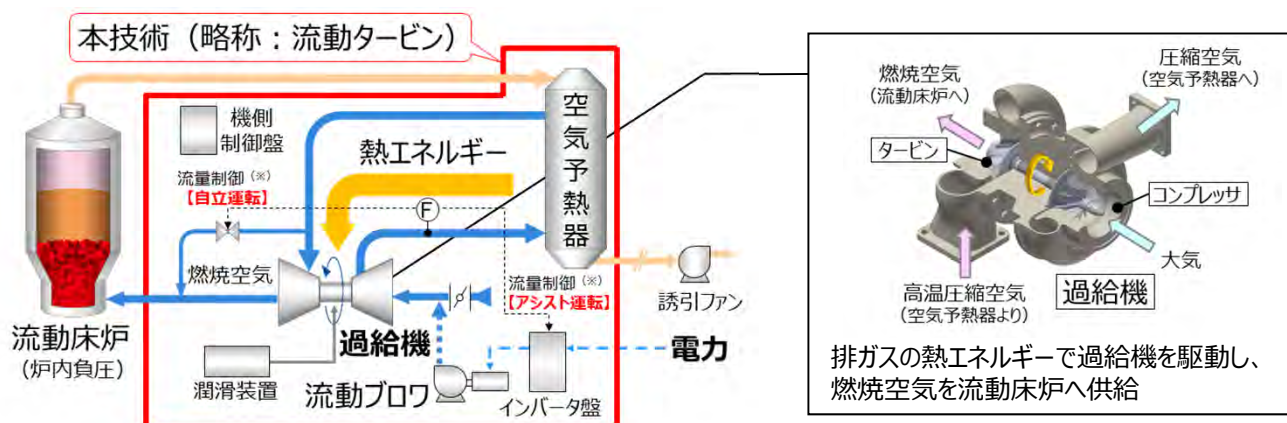 本技術（略称：流動タービン）
機側
制御盤
流量制御（※）
【自立運転】
熱エネルギー
空気予熱器
F
燃焼空気
流量制御（※）
【アシスト運転】
誘引ファン
流動床炉
（炉内負圧）
過給機
電力
潤滑装置
流動ブロワ
インバータ盤
燃焼空気
（流動床炉へ）
圧縮空気
（空気予熱器へ）
タービン
コンプレッサ
大気
高温圧縮空気
（空気予熱器より）
過給機
排ガスの熱エネルギーで過給機を駆動し、
燃焼空気を流動床炉へ供給